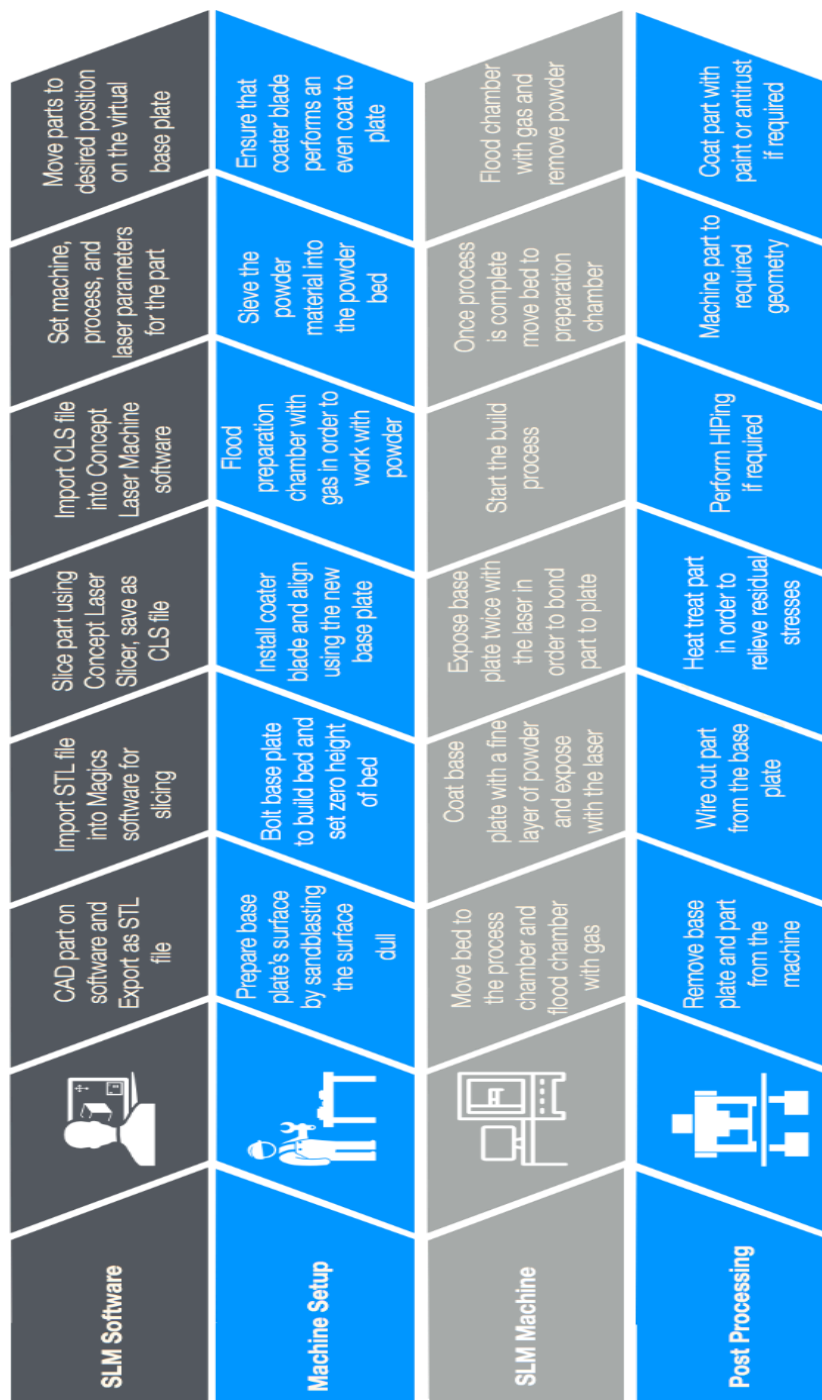 SLM Software
CAD part on
software and
Export as STL
file
Import STL file
into Magics
software for
slicing
Slice part using
Concept Laser
Slicer, save as
CLS file
Import CLS file
into Concept
Laser Machine
software
Set machine,
process, and
laser parameters
for the part
Move parts to
desired position
on the virtual
base plate
Machine Setup
Prepare base
plate's surface
by sandblasting
the surface
dull
Bolt base plate
to build bed and
set zero height
of bed
Install coater
blade and align
using the new
base plate
Flood
preparation
chamber with
gas in order to
work with
powder
Sieve the
powder
material into
the powder
bed
Ensure that
coater blade
performs an
even coat to
plate
SLM Machine
Move bed to
the process
chamber and
flood chamber
with gas
Coat base
plate with a fine
layer of powder
and expose
with the laser
Expose base
plate twice with
the laser in
order to bond
part to plate
Start the build
process
Once process
is complete
move bed to
preparation
chamber
Flood chamber
with gas and
remove powder
Post Processing
Remove base
plate and part
from the
machine
Wire cut part
from the base
plate
Heat treat part
in order to
relieve residual
stresses
Perform HIPing
if required
Machine part to
required
geometry
Coat part with
paint or antirust
if required